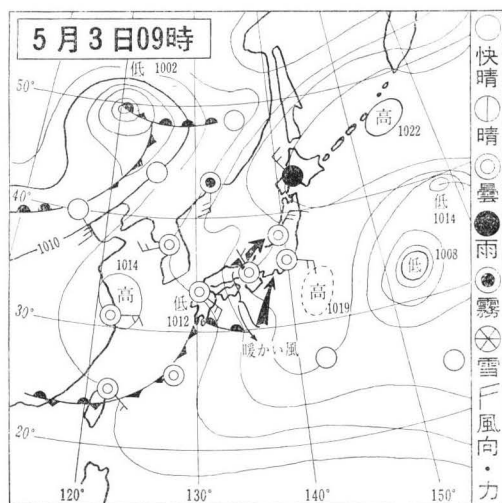 5月3日09時
低 1002
50°
高
1022
40°
低
1014
1010
1014
高
低 1008
低
1012
高
1019
30°
暖かい風
20°
120°
130°
140°
150°
快晴
晴
曇
雨
霧
雪
風向・力